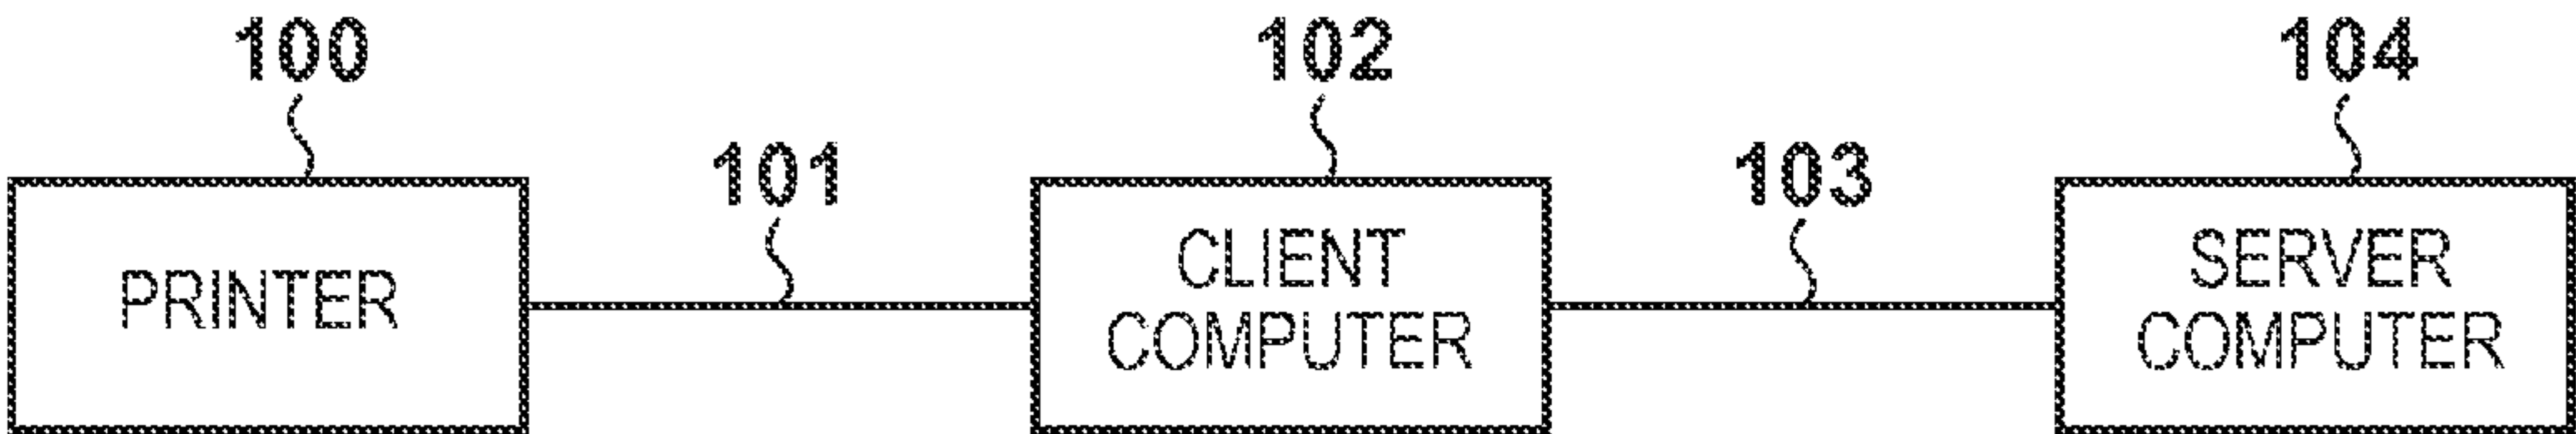 100
102
104
101
103
PRINTER
CLIENT
COMPUTER
SERVER
COMPUTER